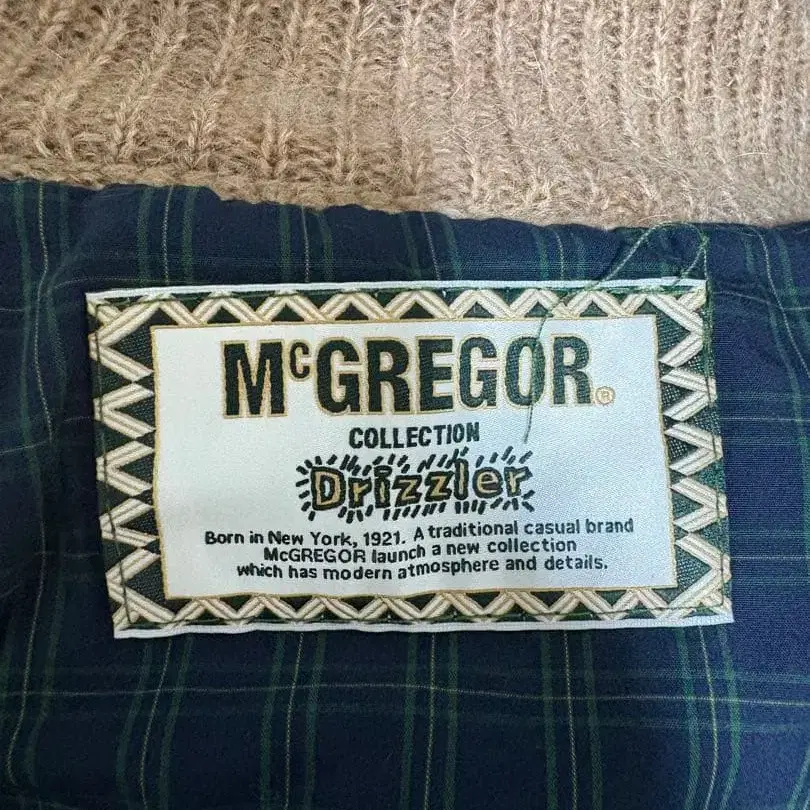 McGREGOR®
COLLECTION
Drizzler
Born in New York, 1921. A traditional casual brand
McGREGOR launch a new collection
which has modern atmosphere and details.